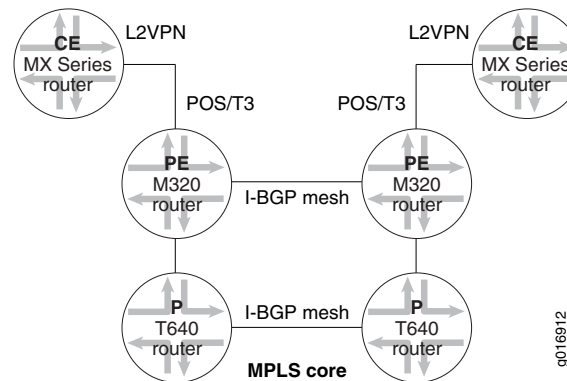 L2VPN
L2VPN
CE
MX Series
router
CE
MX Series
router
POS/T3
POS/T3
PE
M320
router
PE
M320
router
I-BGP mesh
P
T640
router
I-BGP mesh
P
T640
router
MPLS core
g016912